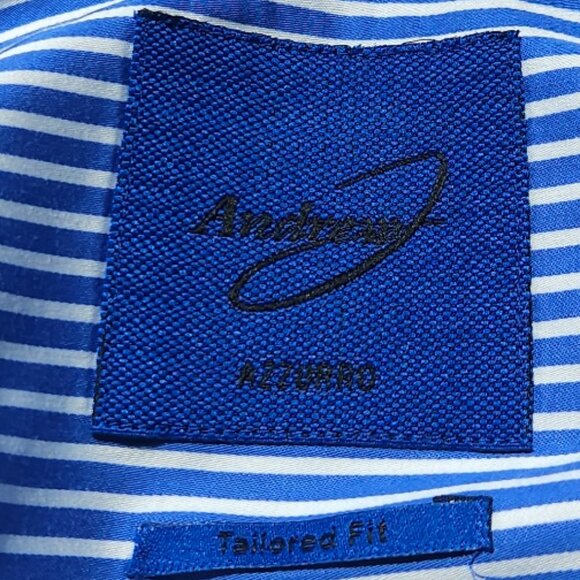 Andrew J
AZZURRO
Tailored Fit